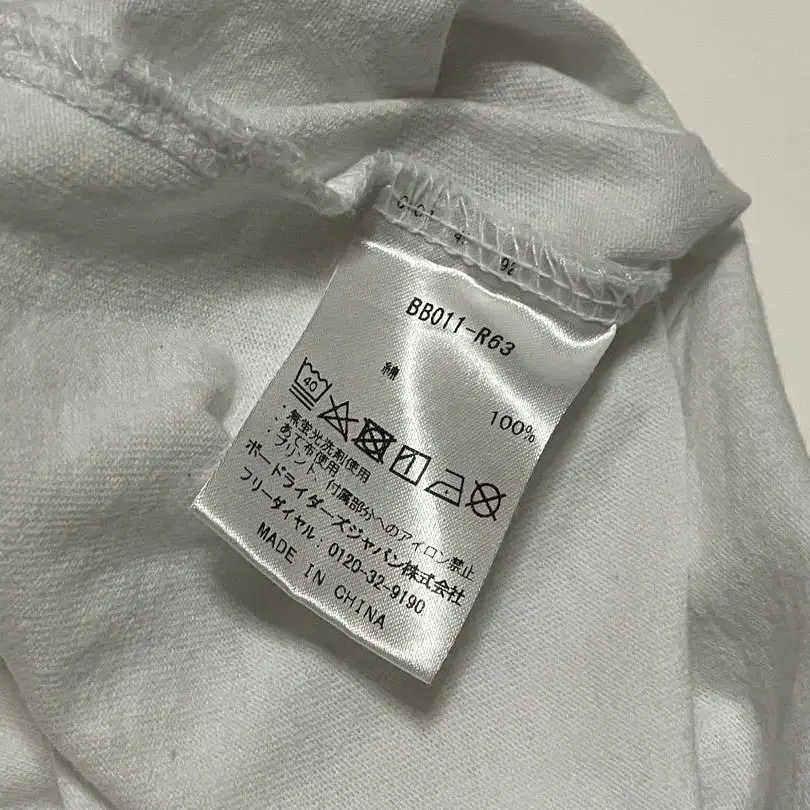 BB011-R63
綿 100%
40
・無蛍光洗剤使用
・あて布使用
・プリント、付属部分へのアイロン禁止
ボードライダーズジャパン株式会社
フリーダイヤル：0120-32-9190
MADE IN CHINA